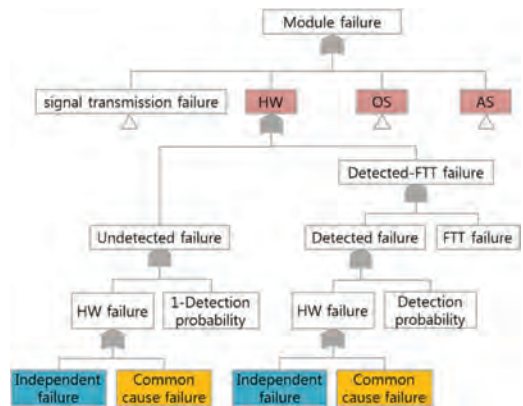 Module failure
signal transmission failure
HW
OS
AS
Detected-FTT failure
Undetected failure
Detected failure
FTT failure
HW failure
1-Detection
probability
HW failure
Detection
probability
Independent
failure
Common
cause failure
Independent
failure
Common
cause failure